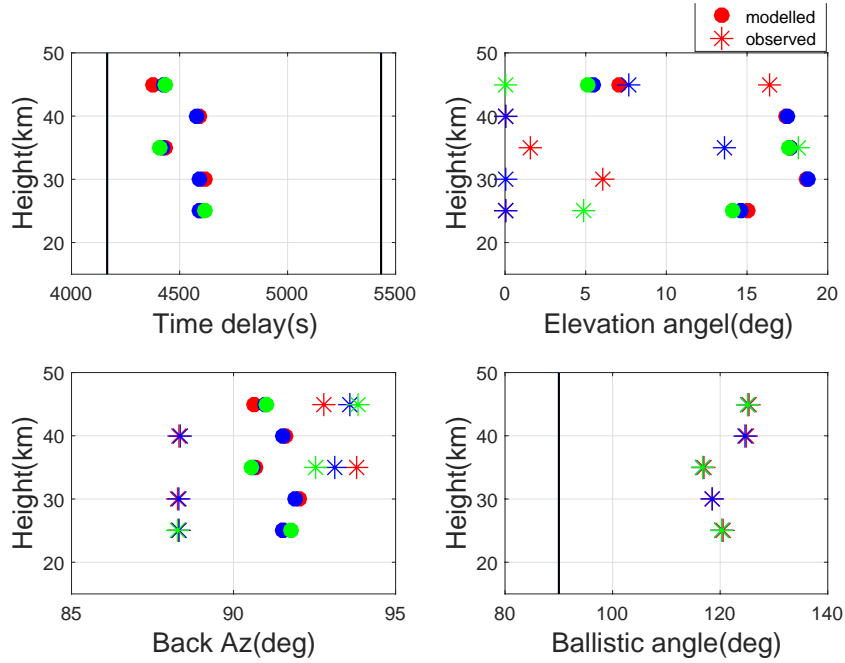 modelled
observed
50
40
30
20
Height(km)
4000 4500 5000 5500
Time delay(s)
50
40
30
20
Height(km)
0 5 10 15 20
Elevation angel(deg)
50
40
30
20
Height(km)
85 90 95
Back Az(deg)
50
40
30
20
Height(km)
80 100 120 140
Ballistic angle(deg)